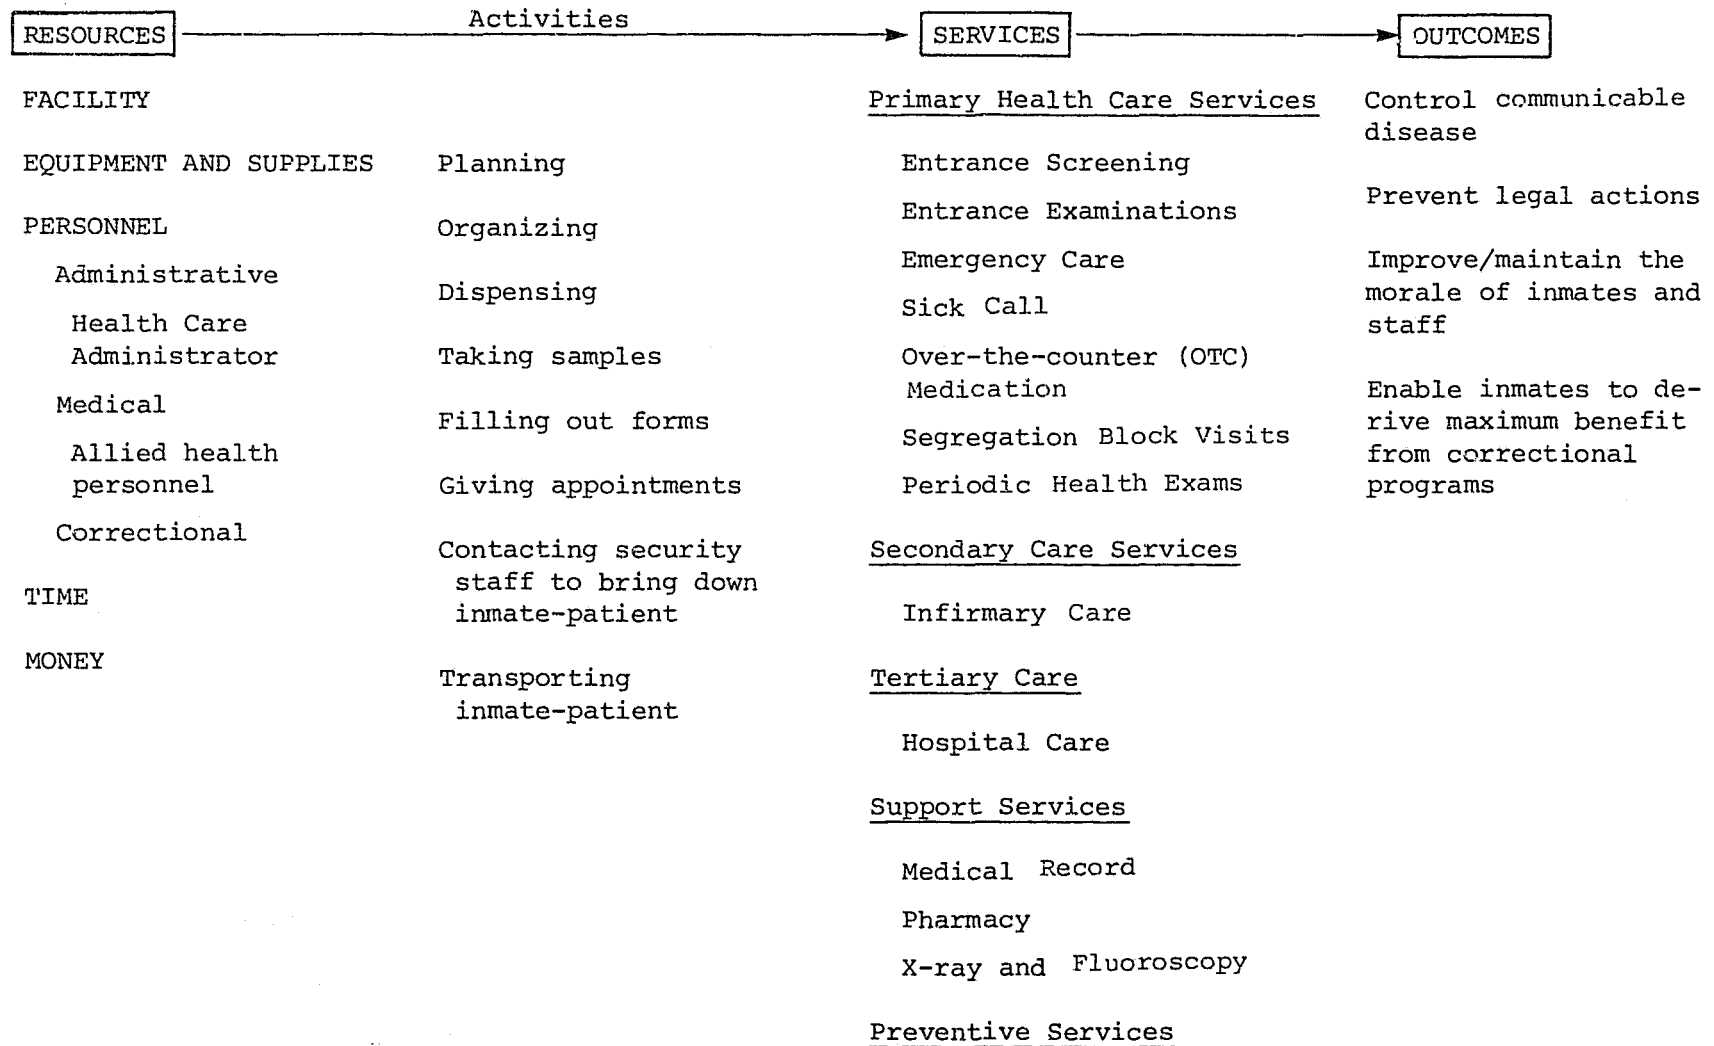 Activities
RESOURCES
SERVICES
OUTCOMES
FACILITY
EQUIPMENT AND SUPPLIES
PERSONNEL
Administrative
Health Care
Administrator
Medical
Allied health
personnel
Correctional
TIME
MONEY
Planning
Organizing
Dispensing
Taking samples
Filling out forms
Giving appointments
Contacting security
staff to bring down
inmate-patient
Transporting
inmate-patient
Primary Health Care Services
Entrance Screening
Entrance Examinations
Emergency Care
Sick Call
Over-the-counter (OTC)
Medication
Segregation Block Visits
Periodic Health Exams
Secondary Care Services
Infirmary Care
Tertiary Care
Hospital Care
Support Services
Medical Record
Pharmacy
X-ray and Fluoroscopy
Preventive Services
Control communicable
disease
Prevent legal actions
Improve/maintain the
morale of inmates and
staff
Enable inmates to de-
rive maximum benefit
from correctional
programs